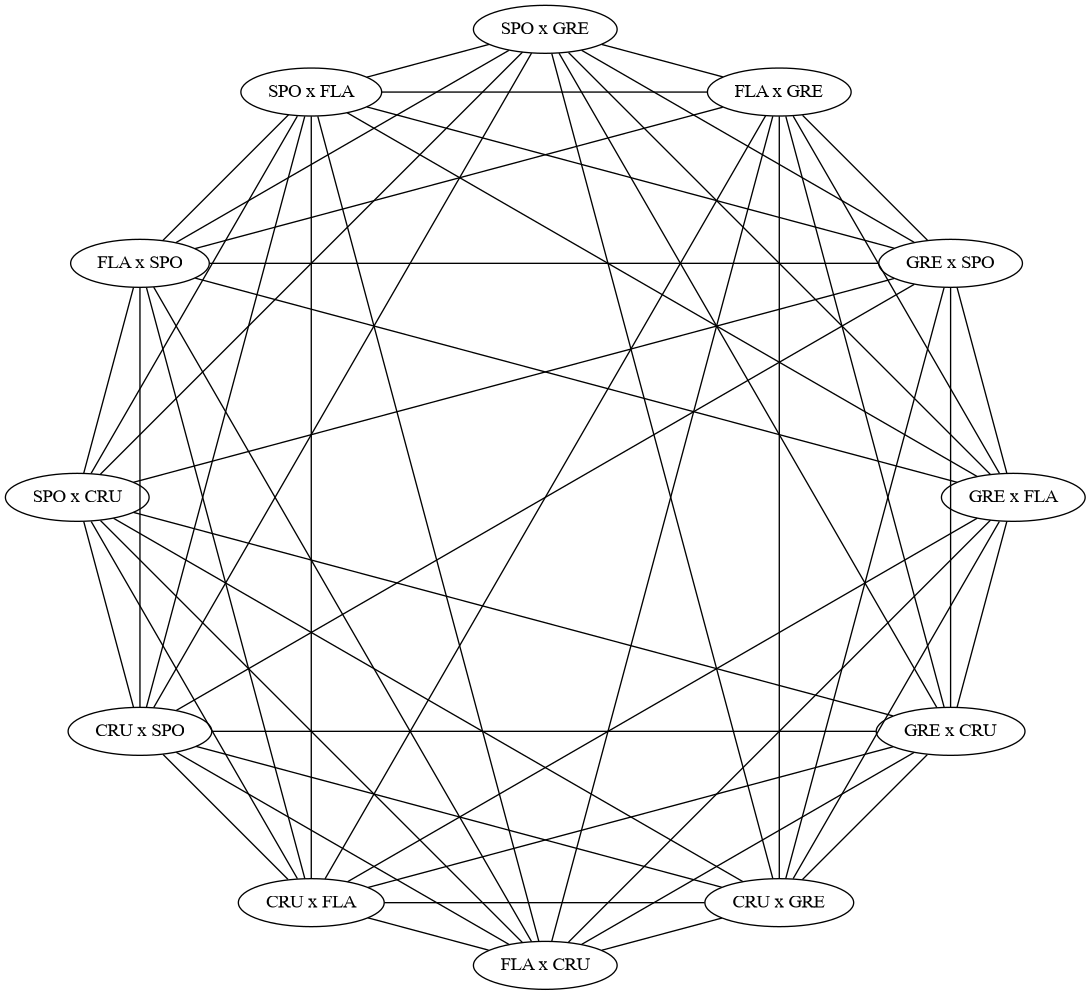 SPO x GRE
SPO x FLA
FLA x GRE
FLA x SPO
GRE x SPO
SPO x CRU
GRE x FLA
CRU x SPO
GRE x CRU
CRU x FLA
CRU x GRE
FLA x CRU